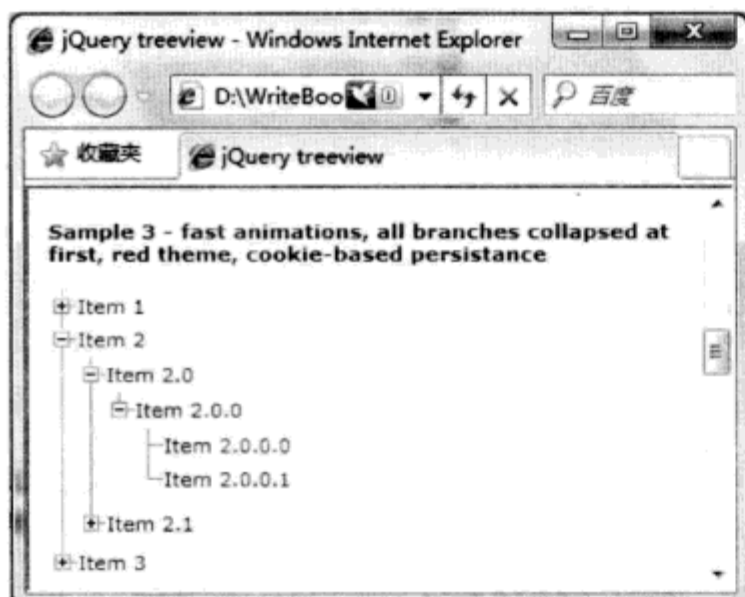 jQuery treeview - Windows Internet Explorer
D:\WriteBoo
百度
收藏夹
jQuery treeview
Sample 3 - fast animations, all branches collapsed at
first, red theme, cookie-based persistance
Item 1
Item 2
Item 2.0
Item 2.0.0
Item 2.0.0.0
Item 2.0.0.1
Item 2.1
Item 3